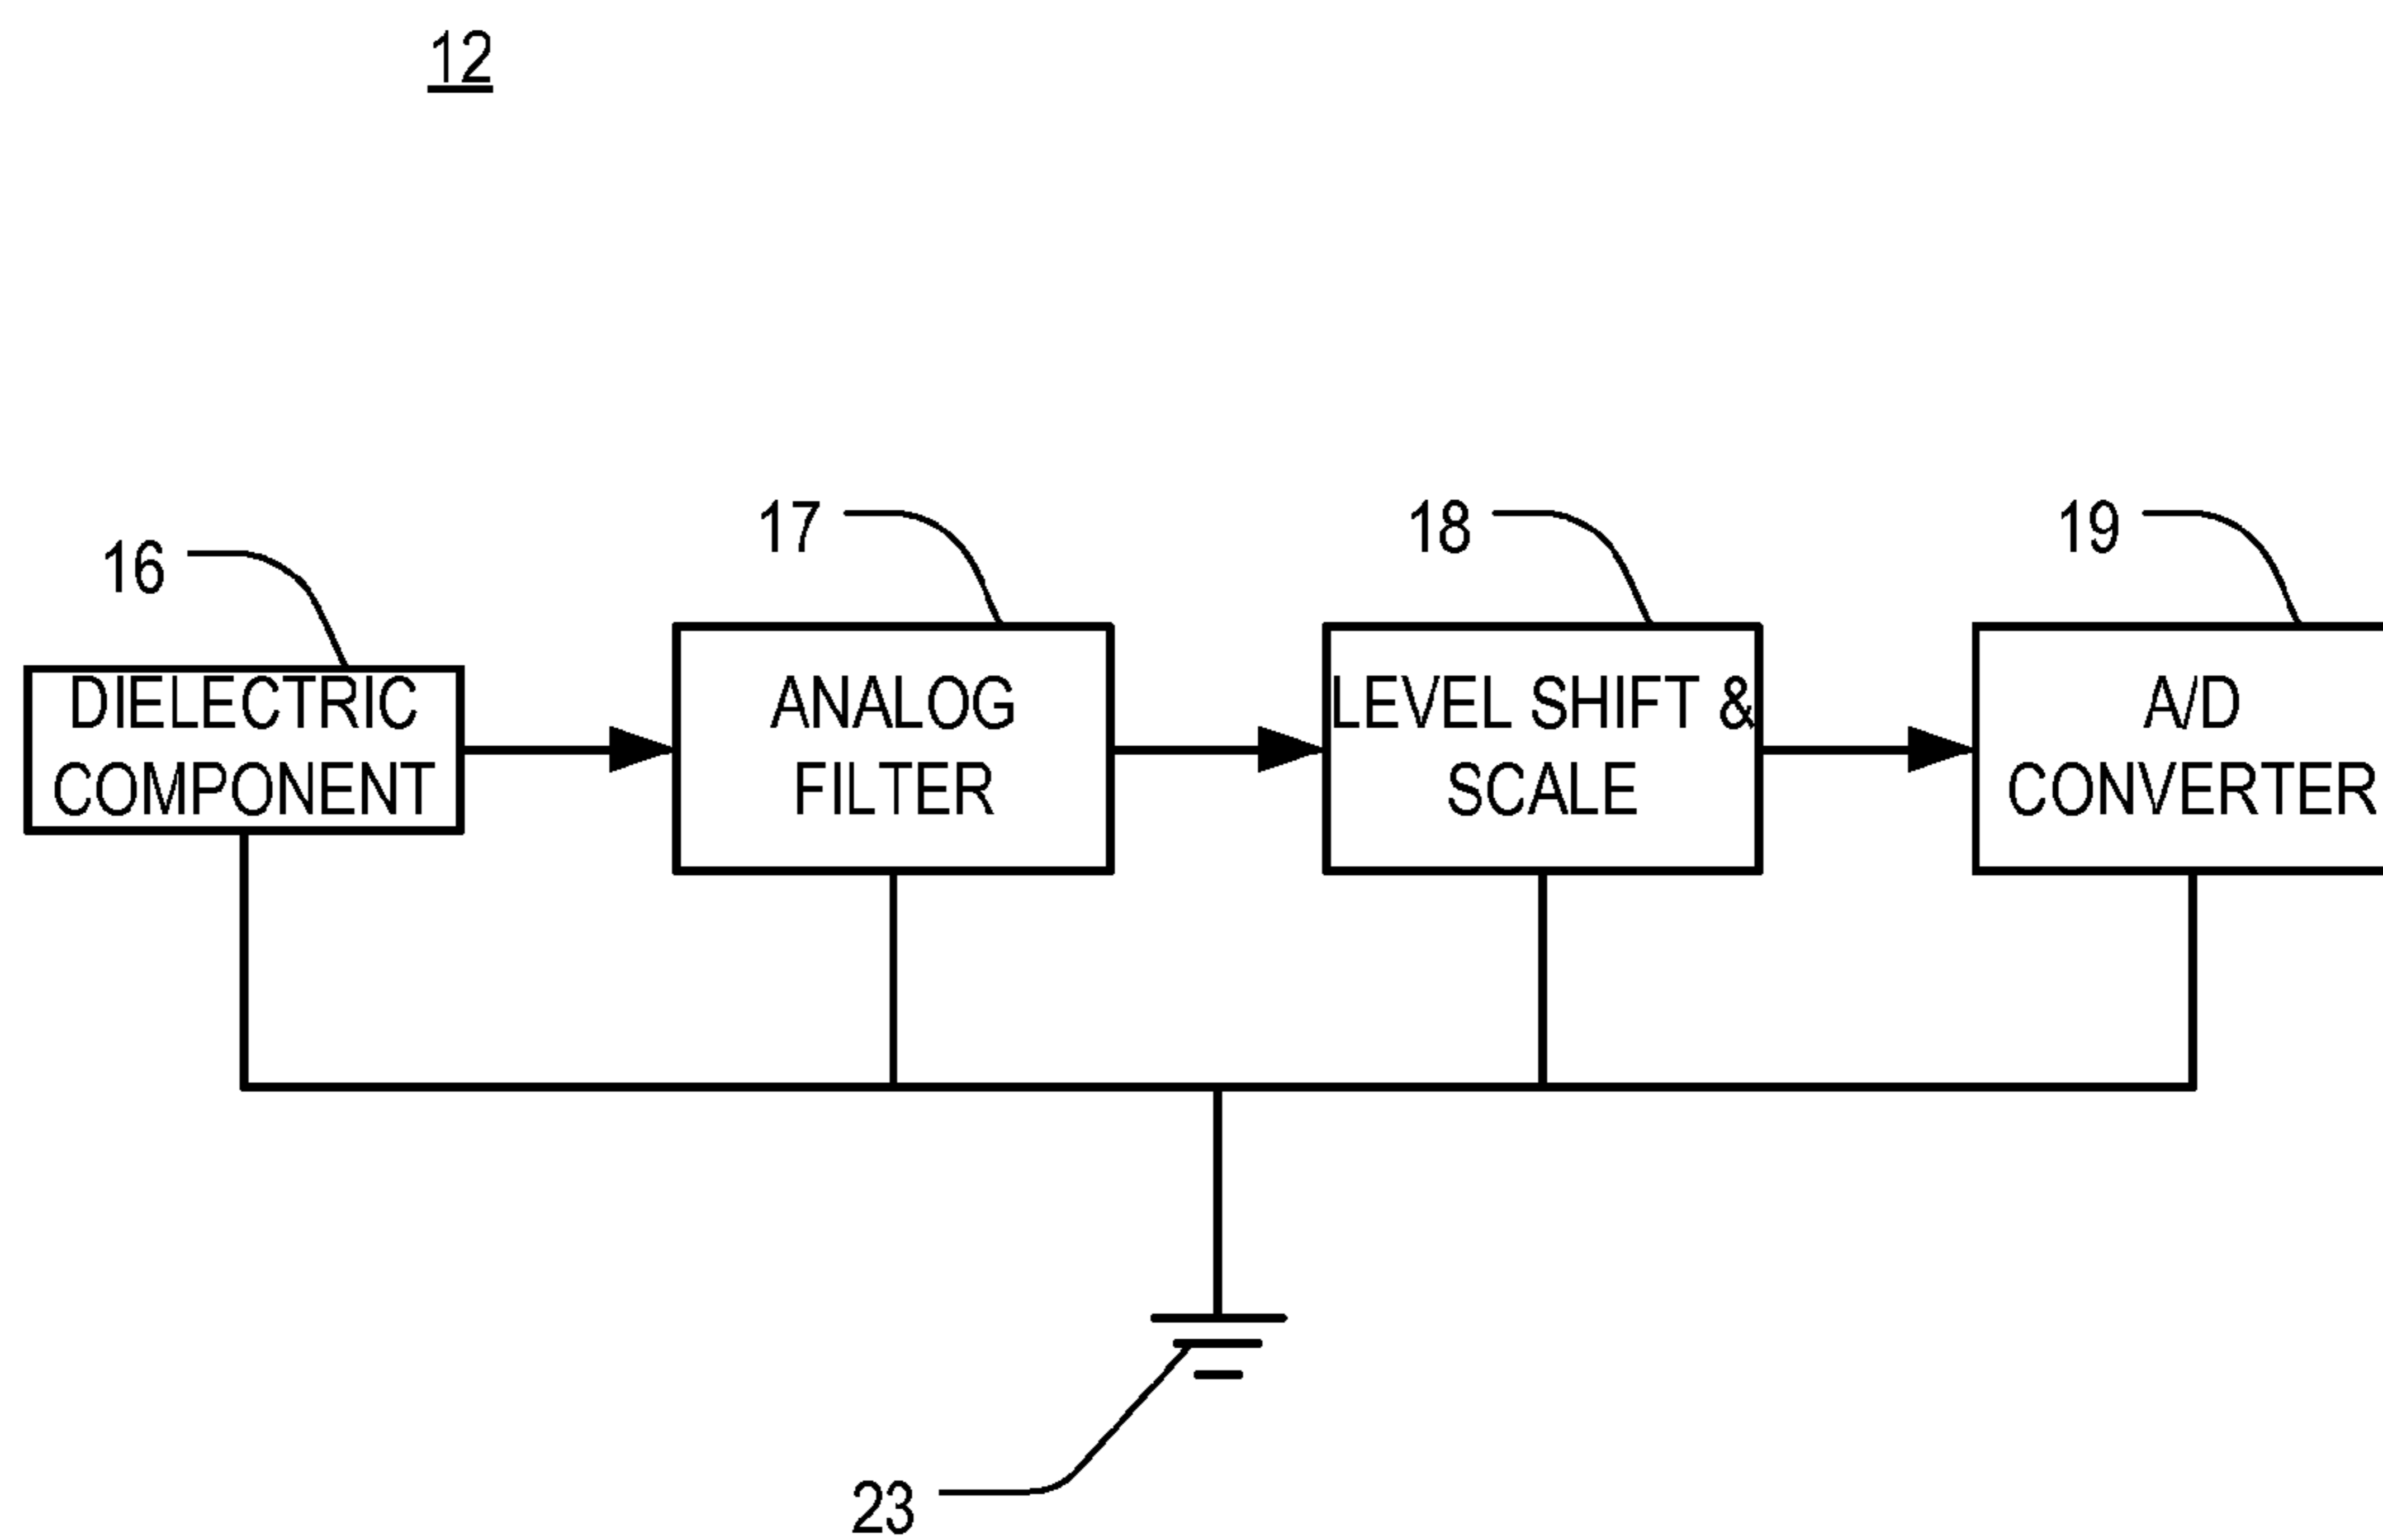 12
16
17
18
19
DIELECTRIC
COMPONENT
ANALOG
FILTER
LEVEL SHIFT &
SCALE
A/D
CONVERTER
23